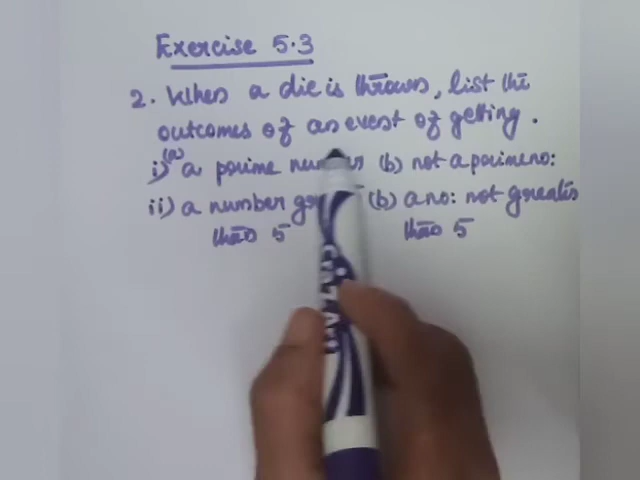 Exercise 5.3
2. When a die is thrown, list the
outcomes of an event of getting.
i) (a) a prime number (b) not a prime no:
ii) a number (b) a no: not greater
than 5 than 5